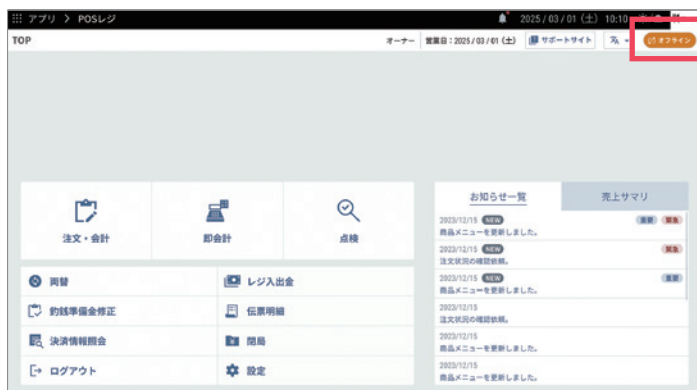 アプリ > POSレジ
2025 / 03 / 01 (土) 10:10
TOP
オーナー 営業日：2025 / 03 / 01 (土) サポートサイト オフライン
注文・会計 即会計 点検
両替 レジ入出金
釣銭準備金修正 伝票明細
決済情報照会 閉局
ログアウト 設定
お知らせ一覧 売上サマリ
2023/12/15 NEW 重要 緊急
商品メニューを更新しました。
2023/12/15 NEW 緊急
注文状況の確認依頼。
2023/12/15 NEW 重要
商品メニューを更新しました。
2023/12/15
注文状況の確認依頼。
2023/12/15
商品メニューを更新しました。
2023/12/15
商品メニューを更新しました。